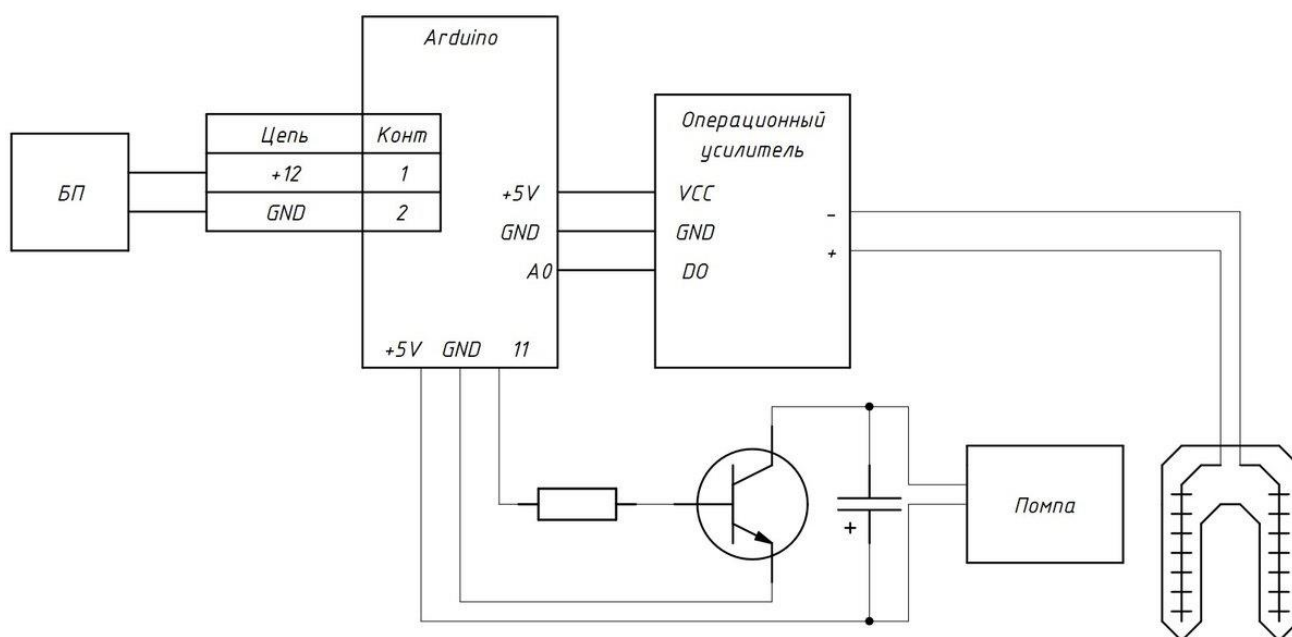 Arduino
Цепь Конт
+12 1
GND 2
БП
+5V
GND
A0
+5V GND 11
Операционный
усилитель
VCC
GND
DO
-
+
+
Помпа